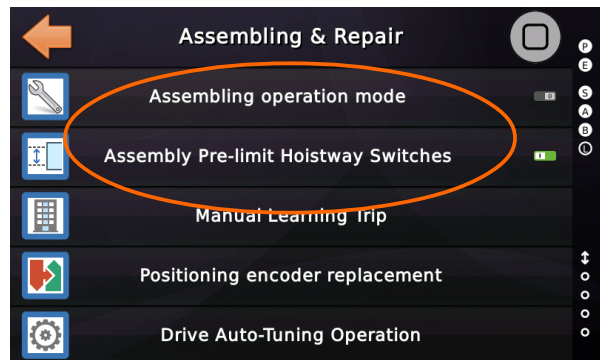 Assembling & Repair
Assembling operation mode
Assembly Pre-limit Hoistway Switches
Manual Learning Trip
Positioning encoder replacement
Drive Auto-Tuning Operation
P
E
S
A
B
L